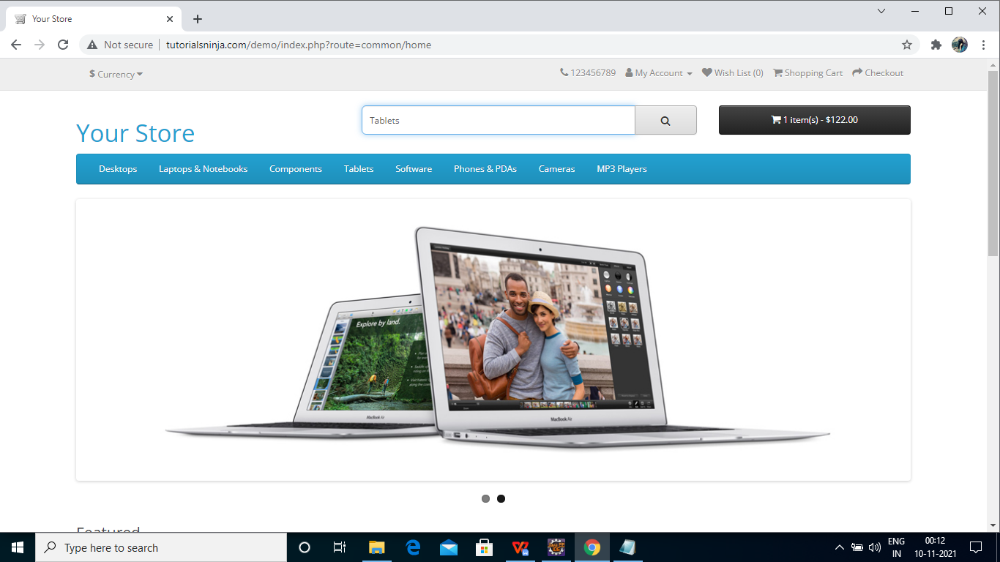 Your Store
Not secure
tutorialsninja.com/demo/index.php?route=common/home
$ Currency
123456789
My Account
Wish List (0)
Shopping Cart
Checkout
Your Store
Tablets
1 item(s) - $122.00
Desktops
Laptops & Notebooks
Components
Tablets
Software
Phones & PDAs
Cameras
MP3 Players
Explore by land.
MacBook Air
MacBook Air
Featured
Type here to search
ENG
IN
00:12
10-11-2021